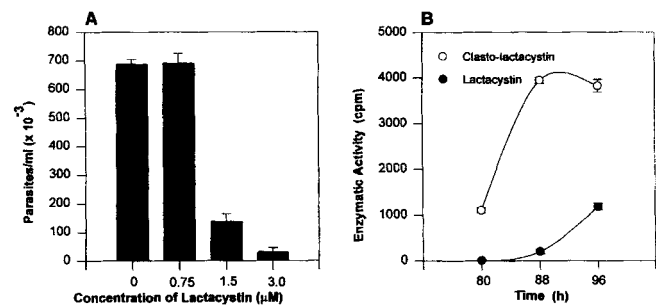 A
Parasites/ml (x 10⁻³)
800
700
600
500
400
300
200
100
0
0 0.75 1.5 3.0
Concentration of Lactacystin (μM)
B
Enzymatic Activity (cpm)
5000
4000
3000
2000
1000
0
Clasto-lactacystin
Lactacystin
80 88 96
Time (h)